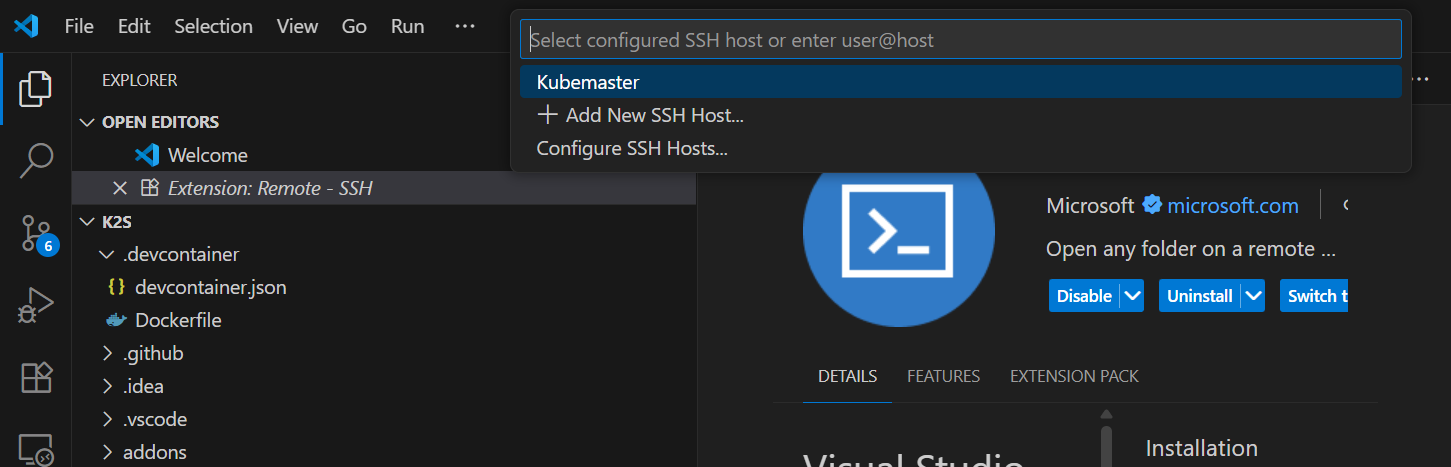 File Edit Selection View Go Run ···
Select configured SSH host or enter user@host
Kubemaster
Add New SSH Host...
Configure SSH Hosts...
EXPLORER
OPEN EDITORS
Welcome
Extension: Remote - SSH
K2S
.devcontainer
{} devcontainer.json
Dockerfile
.github
.idea
.vscode
addons
6
Microsoft microsoft.com
Open any folder on a remote ...
Disable Uninstall Switch t
DETAILS FEATURES EXTENSION PACK
Visual Studio
Installation